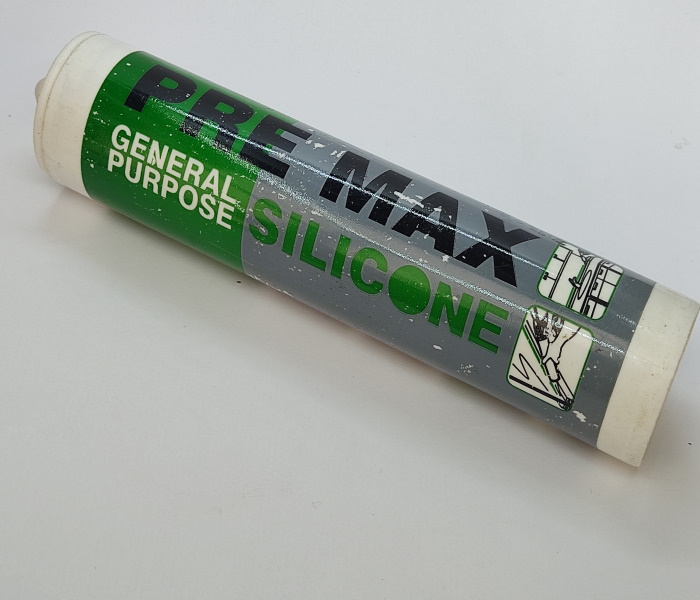 PRE MAX
GENERAL
PURPOSE
SILICONE